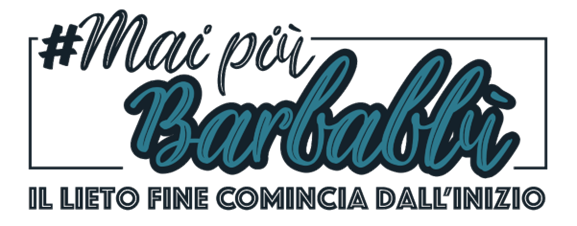 #Mai più
Barbablù
IL LIETO FINE COMINCIA DALL'INIZIO